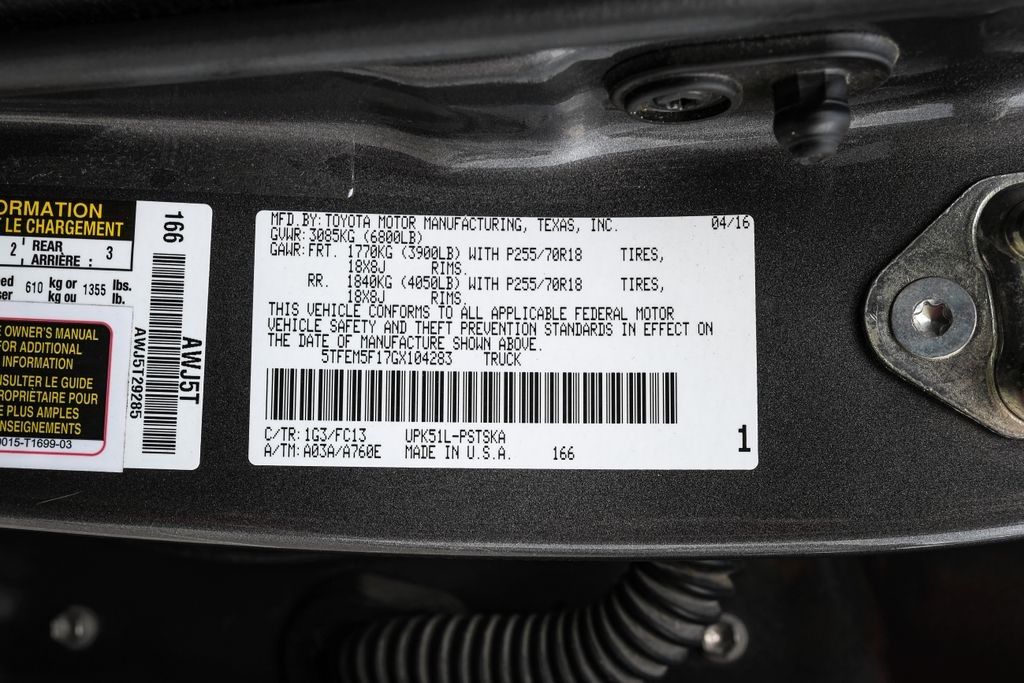 ORMATION
LE CHARGEMENT
2 REAR 3
ARRIÈRE :
610 kg or 1355 lbs.
kg ou lb.
OWNER'S MANUAL
FOR ADDITIONAL
INFORMATION
NSULTER LE GUIDE
ROPRIÉTAIRE POUR
PLUS AMPLES
NSEIGNEMENTS
0015-T1699-03
166
AWJ5T29285
AWJ5T
MFD.BY:TOYOTA MOTOR MANUFACTURING, TEXAS, INC. 04/16
GVWR:3085KG (6800LB)
GAWR:FRT. 1770KG (3900LB) WITH P255/70R18 TIRES,
18X8J RIMS.
RR. 1840KG (4050LB) WITH P255/70R18 TIRES,
18X8J RIMS.
THIS VEHICLE CONFORMS TO ALL APPLICABLE FEDERAL MOTOR
VEHICLE SAFETY AND THEFT PREVENTION STANDARDS IN EFFECT ON
THE DATE OF MANUFACTURE SHOWN ABOVE.
5TFEM5F17GX104283 TRUCK
C/TR:1G3/FC13 UPK51L-PSTSKA
A/TM:A03A/A760E MADE IN U.S.A. 166
1